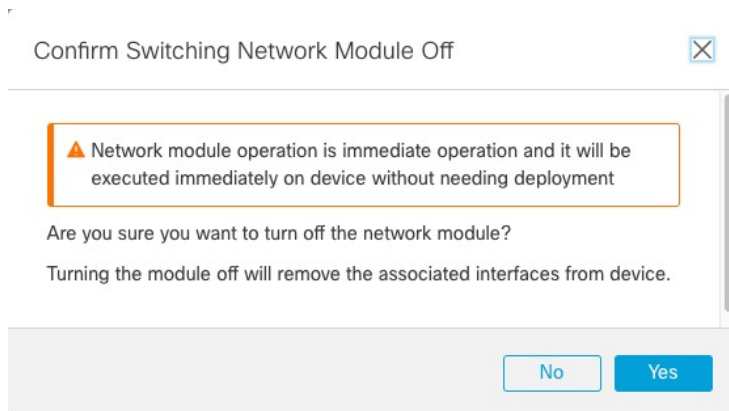 Confirm Switching Network Module Off
Network module operation is immediate operation and it will be
executed immediately on device without needing deployment
Are you sure you want to turn off the network module?
Turning the module off will remove the associated interfaces from device.
No
Yes